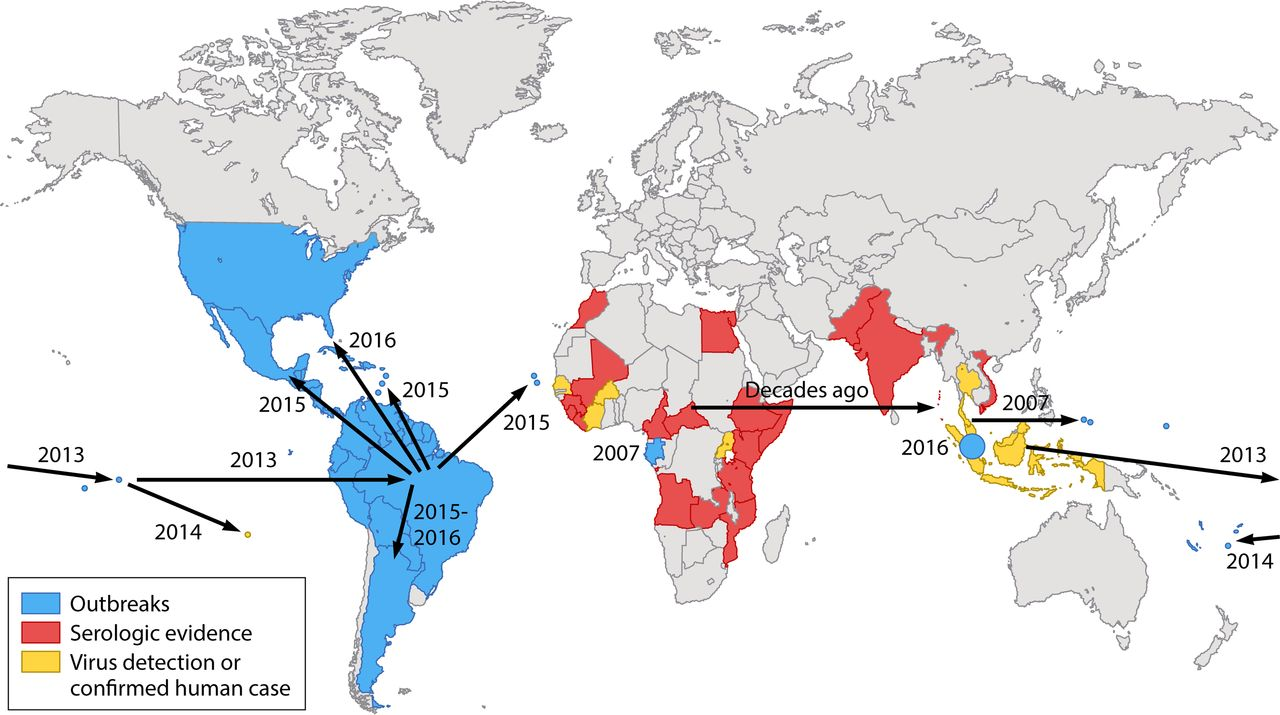 2016
2015
2015
2015
Decades ago
2007
2007
2016
2013
2013
2013
2014
2015-
2016
2014
Outbreaks
Serologic evidence
Virus detection or
confirmed human case